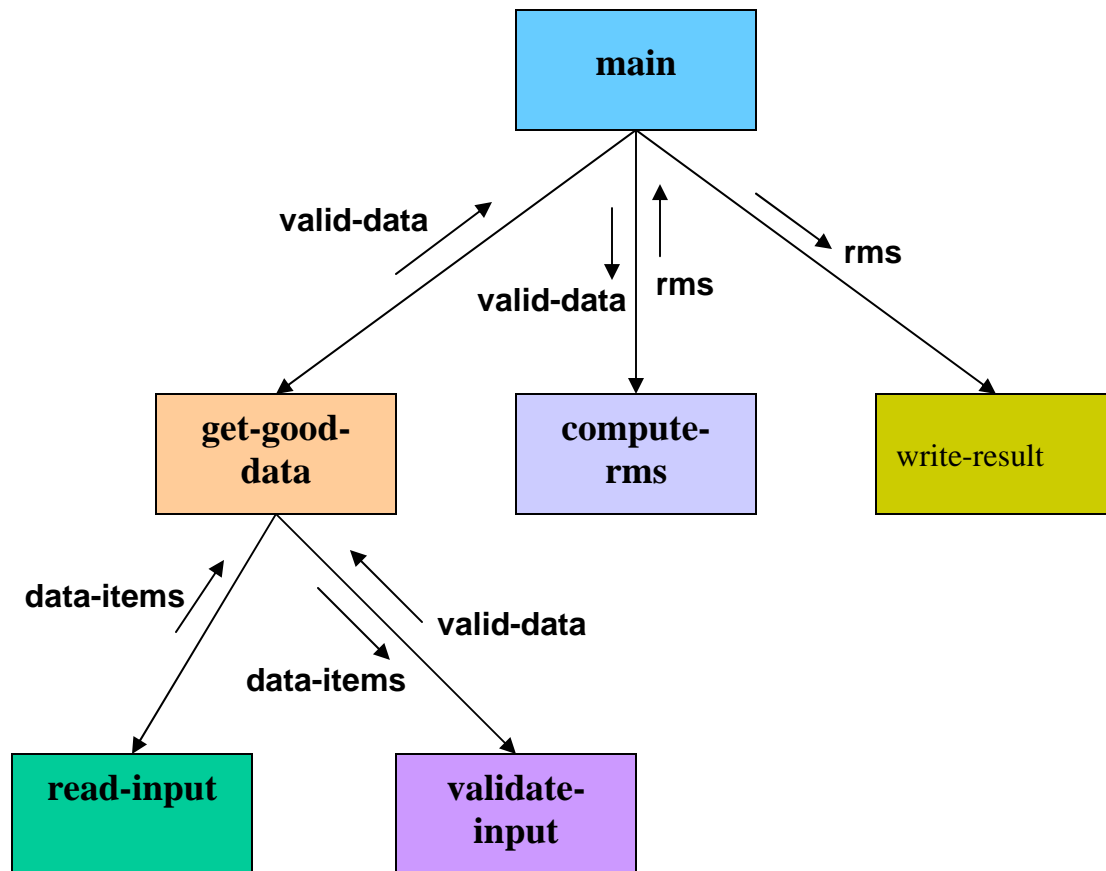 main
valid-data
rms
valid-data
rms
get-good-
data
compute-
rms
write-result
data-items
valid-data
data-items
read-input
validate-
input